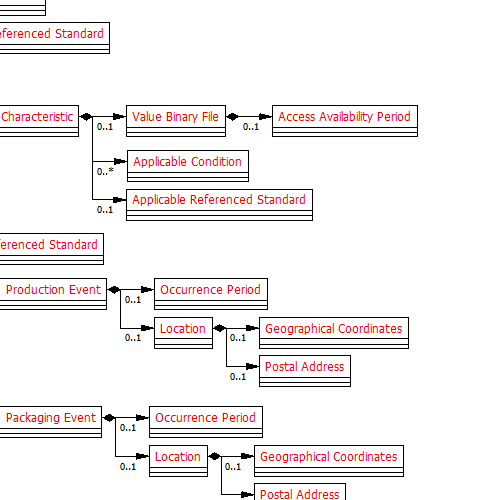 eferenced Standard
Characteristic
0..1
Value Binary File
0..1
Access Availability Period
0..*
Applicable Condition
0..1
Applicable Referenced Standard
ferenced Standard
Production Event
0..1
Occurrence Period
0..1
Location
0..1
Geographical Coordinates
0..1
Postal Address
Packaging Event
0..1
Occurrence Period
0..1
Location
0..1
Geographical Coordinates
Postal Address